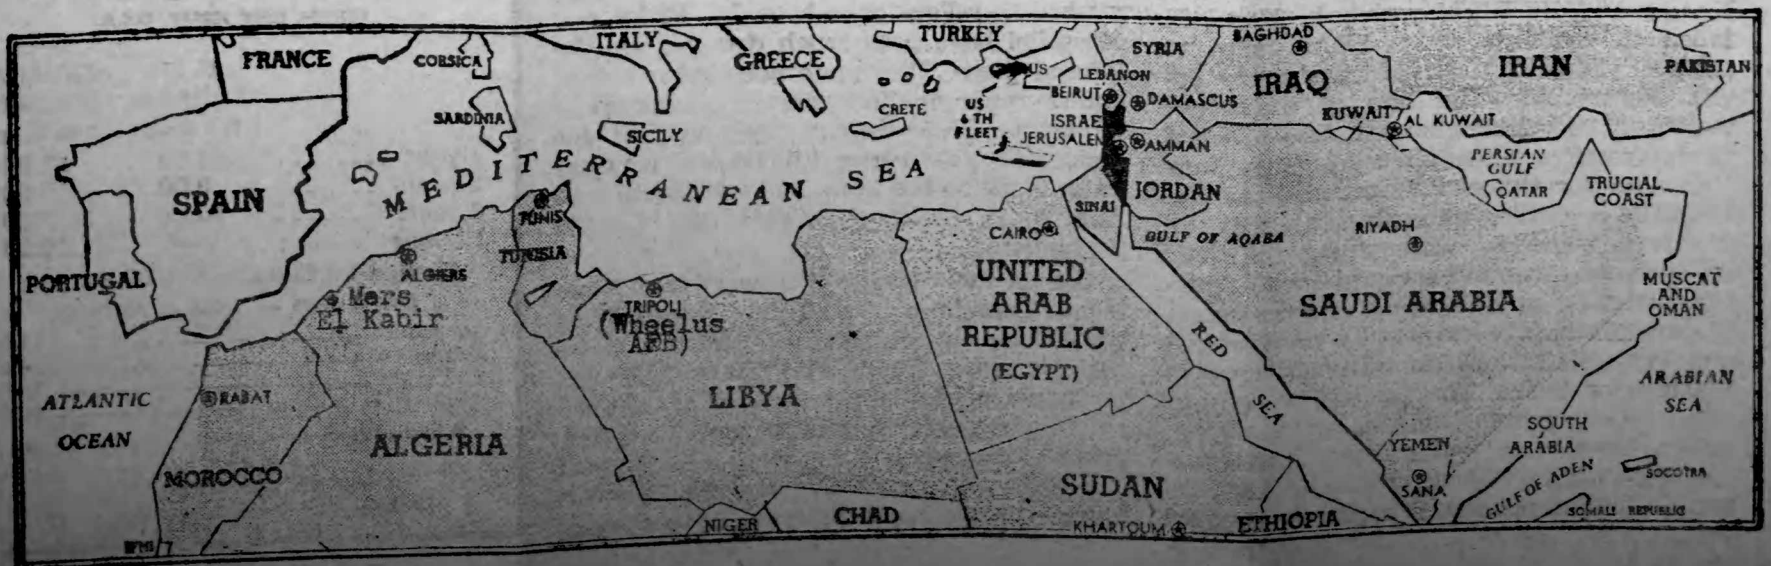 FRANCE
CORSICA
ITALY
GREECE
TURKEY
SYRIA
BAGHDAD
IRAQ
IRAN
PAKISTAN
LEBANON
BEIRUT
DAMASCUS
KUWAIT
AL KUWAIT
SARDINIA
SICILY
CRETE
US
6 TH
FLEET
ISRAEL
JERUSALEM
AMMAN
PERSIAN
GULF
QATAR
TRUCIAL
COAST
SPAIN
MEDITERRANEAN SEA
JORDAN
SINAI
TUNIS
TUNISIA
CAIRO
GULF OF AQABA
RIYADH
PORTUGAL
ALGIERS
Mers
El Kabir
TRIPOLI
(Wheelus
AFB)
UNITED
ARAB
REPUBLIC
(EGYPT)
SAUDI ARABIA
MUSCAT
AND
OMAN
RED
SEA
ATLANTIC
OCEAN
RABAT
LIBYA
ARABIAN
SEA
ALGERIA
MOROCCO
YEMEN
SOUTH
ARABIA
SANA
SOCOTRA
GULF OF ADEN
SUDAN
KHARTOUM
NIGER
CHAD
ETHIOPIA
SOMALI REPUBLIC